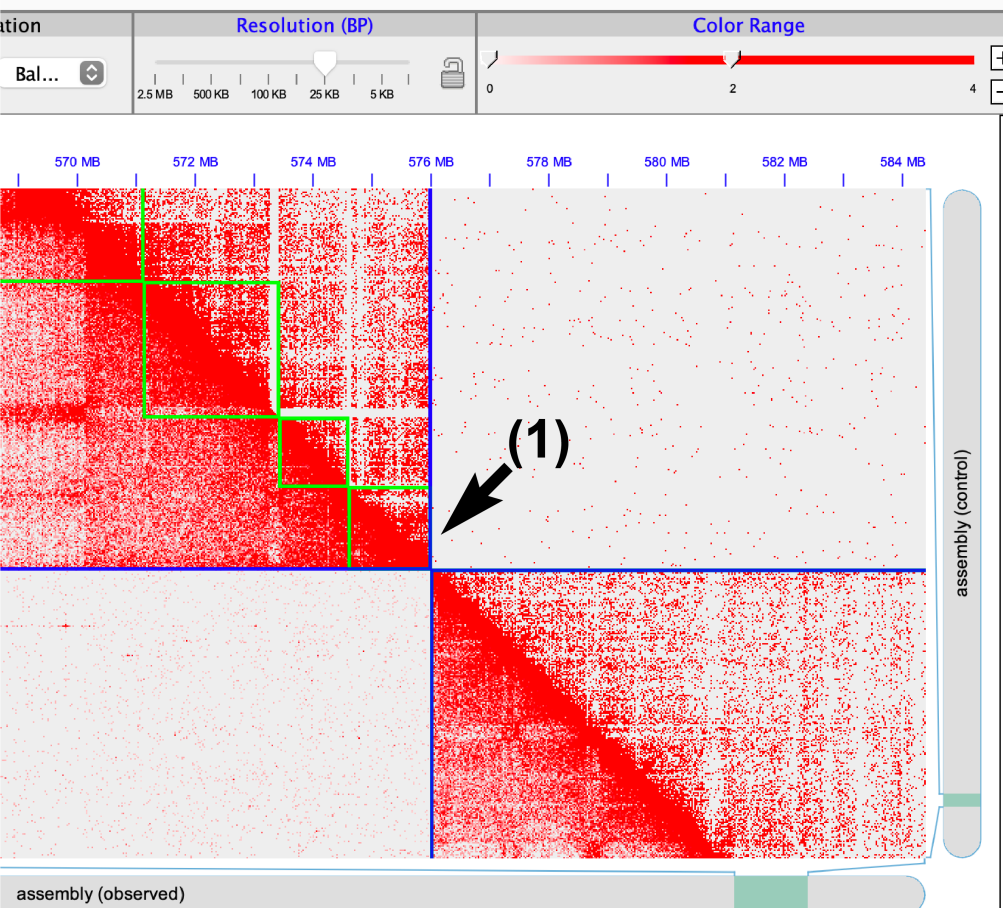 ation
Resolution (BP)
Color Range
Bal...
2.5 MB 500 KB 100 KB 25 KB 5 KB
0 2 4
570 MB 572 MB 574 MB 576 MB 578 MB 580 MB 582 MB 584 MB
(1)
assembly (control)
assembly (observed)